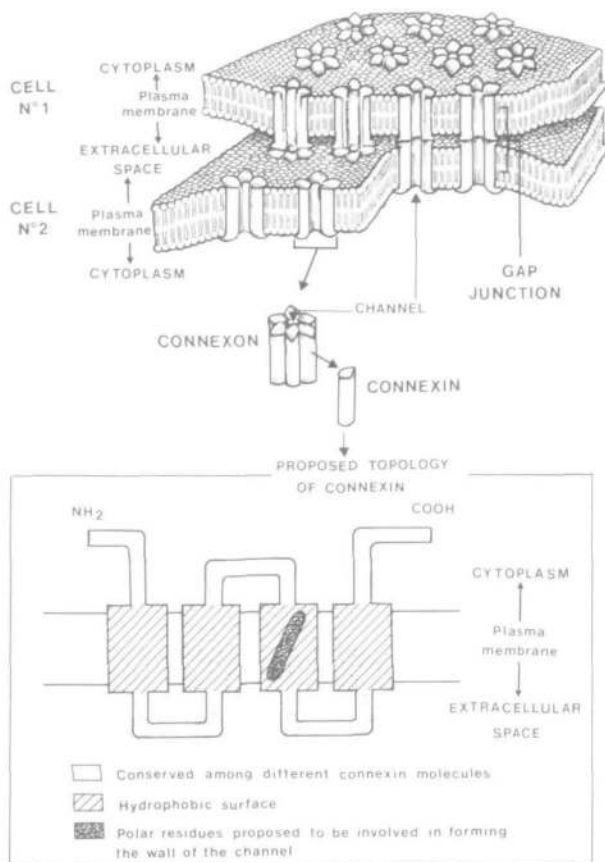 CELL
N°1
CYTOPLASM
Plasma
membrane
EXTRACELLULAR
SPACE
CELL
N°2
Plasma
membrane
CYTOPLASM
GAP
JUNCTION
CHANNEL
CONNEXON
CONNEXIN
PROPOSED TOPOLOGY
OF CONNEXIN
NH2
COOH
CYTOPLASM
Plasma
membrane
EXTRACELLULAR
SPACE
Conserved among different connexin molecules
Hydrophobic surface
Polar residues proposed to be involved in forming
the wall of the channel